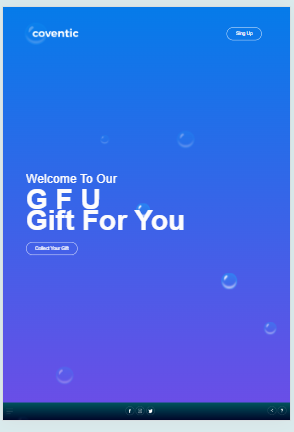 coventic
Sing Up
Welcome To Our
G F U
Gift For You
Collect Your Gift